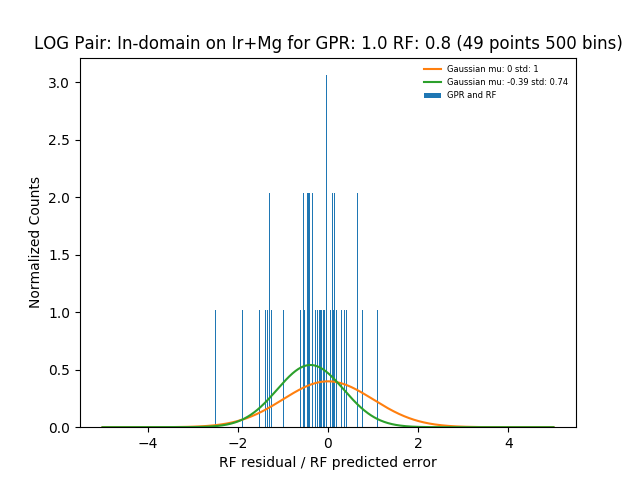 LOG Pair: In-domain on Ir+Mg for GPR: 1.0 RF: 0.8 (49 points 500 bins)
Gaussian mu: 0 std: 1
Gaussian mu: -0.39 std: 0.74
GPR and RF
Normalized Counts
3.0
2.5
2.0
1.5
1.0
0.5
0.0
−4
−2
0
2
4
RF residual / RF predicted error